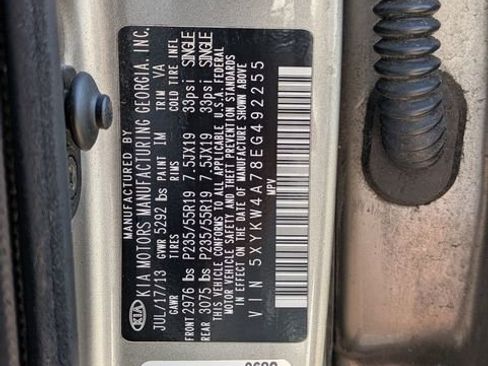 KIA
MANUFACTURED BY
KIA MOTORS MANUFACTURING GEORGIA, INC.
JUL/17/13 GVWR 5292 lbs PAINT IM TRIM VA
GAWR TIRES RIMS COLD TIRE INFL
FRONT 2976 lbs P235/55R19 7.5JX19 33psi SINGLE
REAR 3075 lbs P235/55R19 7.5JX19 33psi SINGLE
THIS VEHICLE CONFORMS TO ALL APPLICABLE U.S.A. FEDERAL
MOTOR VEHICLE SAFETY AND THEFT PREVENTION STANDARDS
IN EFFECT ON THE DATE OF MANUFACTURE SHOWN ABOVE
VIN 5XYKW4A78EG492255
MPV